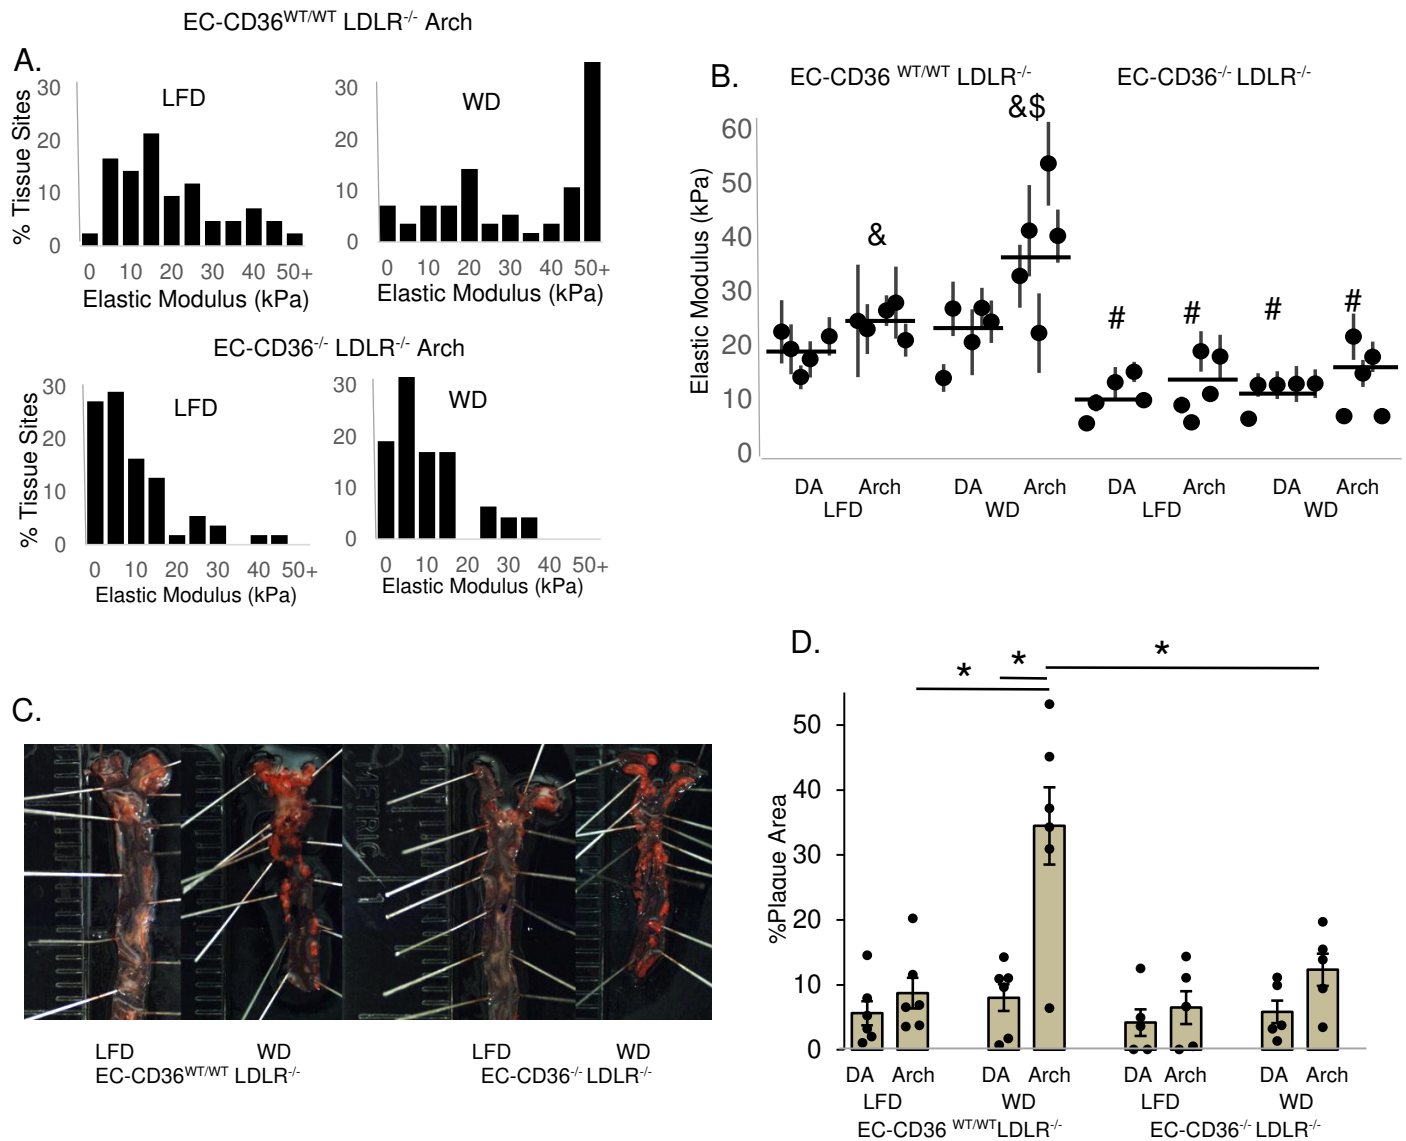 EC-CD36WT/WT LDLR-/- Arch
A.
LFD
WD
% Tissue Sites
30
20
10
0
30
20
10
0
0 10 20 30 40 50+
0 10 20 30 40 50+
Elastic Modulus (kPa)
Elastic Modulus (kPa)
EC-CD36-/- LDLR-/- Arch
LFD
WD
% Tissue Sites
30
20
10
0
30
20
10
0
0 10 20 30 40 50+
0 10 20 30 40 50+
Elastic Modulus (kPa)
Elastic Modulus (kPa)
B.
EC-CD36 WT/WT LDLR-/-
EC-CD36-/- LDLR-/-
&$
&
# # # #
Elastic Modulus (kPa)
60
50
40
30
20
10
0
DA Arch DA Arch DA Arch DA Arch
LFD WD LFD WD
C.
METRIC
1
LFD WD LFD WD
EC-CD36WT/WT LDLR-/-
EC-CD36-/- LDLR-/-
D.
* * *
%Plaque Area
50
40
30
20
10
0
DA Arch DA Arch DA Arch DA Arch
LFD WD LFD WD
EC-CD36 WT/WTLDLR-/-
EC-CD36-/- LDLR-/-